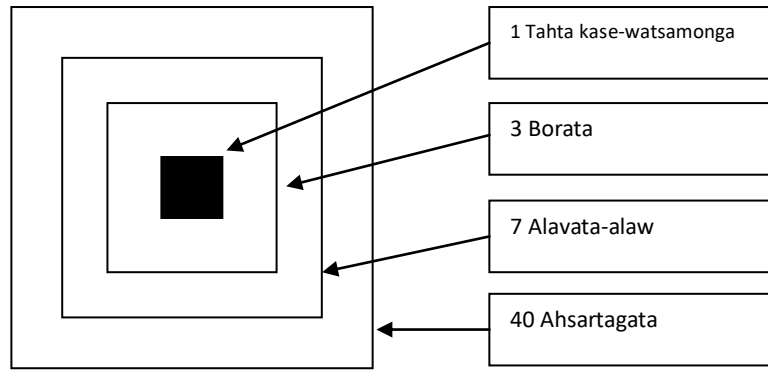 1 Tahta kase-watsamonga
3 Borata
7 Alavata-alaw
40 Ahsartagata